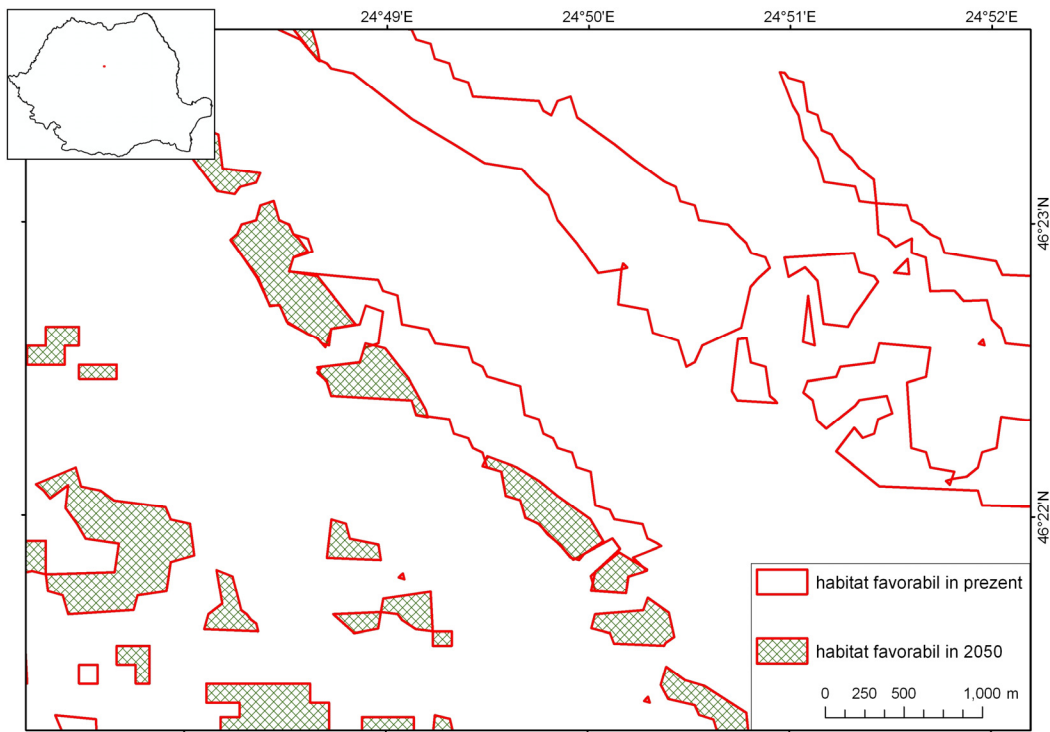 24°49'E 24°50'E 24°51'E 24°52'E
46°23'N
46°22'N
habitat favorabil in prezent
habitat favorabil in 2050
0 250 500 1,000 m